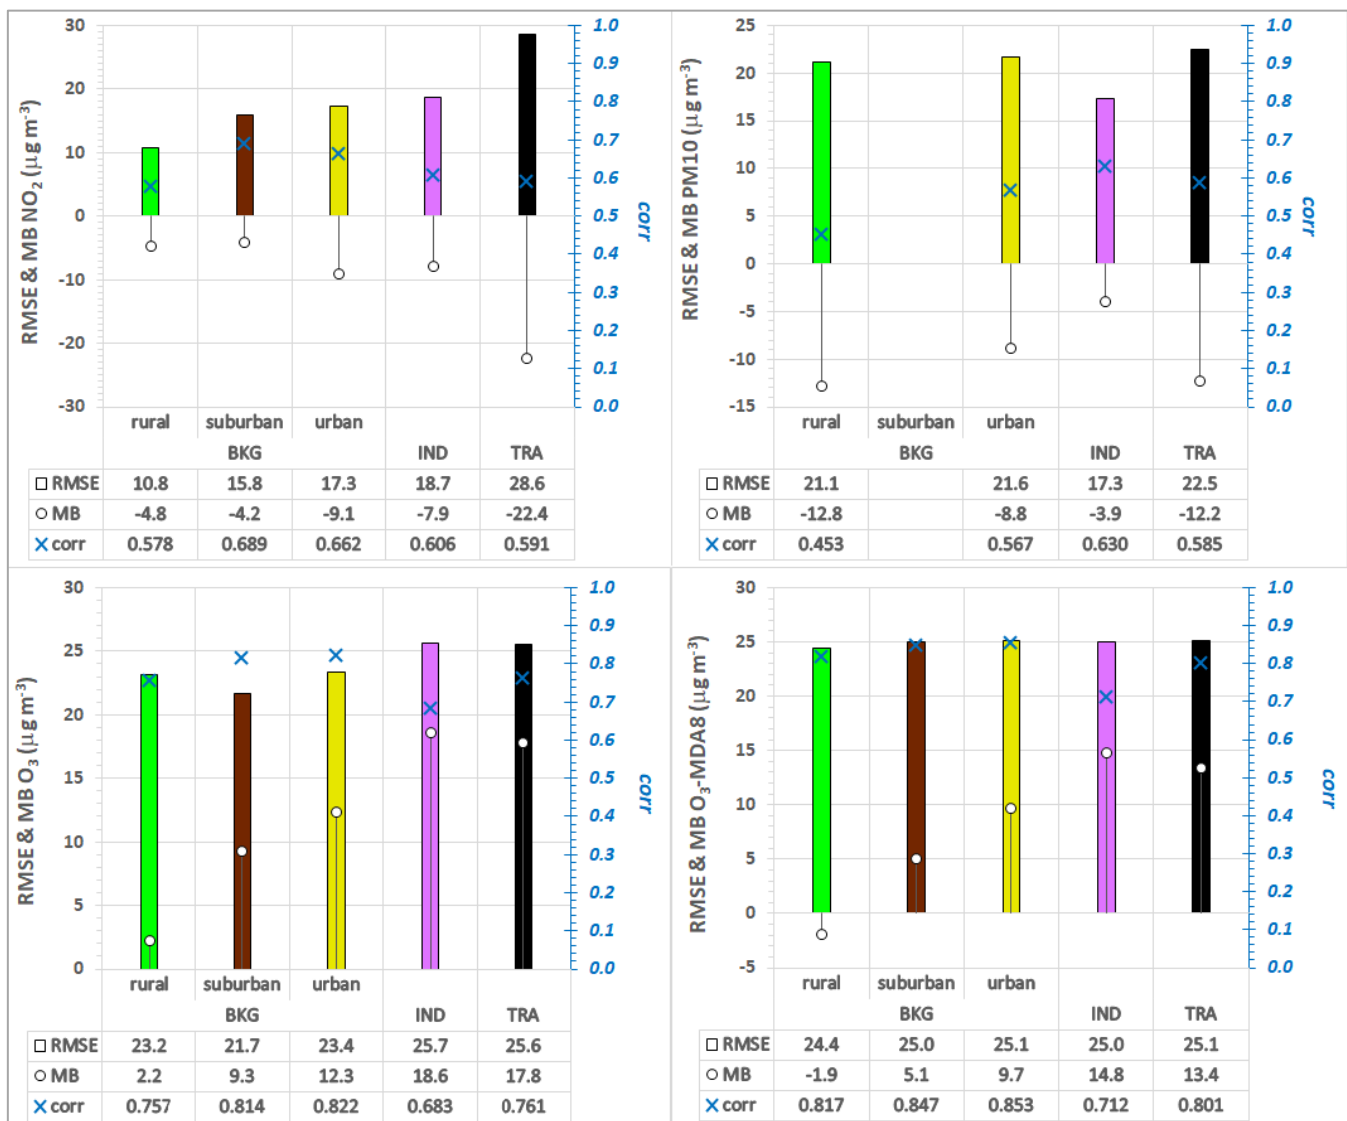 RMSE & MB NO2 (μg m-3)
30
20
10
0
-10
-20
-30
1.0
0.9
0.8
0.7
0.6
0.5
0.4
0.3
0.2
0.1
0.0
corr
rural suburban urban
BKG IND TRA
RMSE 10.8 15.8 17.3 18.7 28.6
MB -4.8 -4.2 -9.1 -7.9 -22.4
corr 0.578 0.689 0.662 0.606 0.591
RMSE & MB PM10 (μg m-3)
25
20
15
10
5
0
-5
-10
-15
1.0
0.9
0.8
0.7
0.6
0.5
0.4
0.3
0.2
0.1
0.0
corr
rural suburban urban
BKG IND TRA
RMSE 21.1 21.6 17.3 22.5
MB -12.8 -8.8 -3.9 -12.2
corr 0.453 0.567 0.630 0.585
RMSE & MB O3 (μg m-3)
30
25
20
15
10
5
0
1.0
0.9
0.8
0.7
0.6
0.5
0.4
0.3
0.2
0.1
0.0
corr
rural suburban urban
BKG IND TRA
RMSE 23.2 21.7 23.4 25.7 25.6
MB 2.2 9.3 12.3 18.6 17.8
corr 0.757 0.814 0.822 0.683 0.761
RMSE & MB O3-MDA8 (μg m-3)
30
25
20
15
10
5
0
-5
1.0
0.9
0.8
0.7
0.6
0.5
0.4
0.3
0.2
0.1
0.0
corr
rural suburban urban
BKG IND TRA
RMSE 24.4 25.0 25.1 25.0 25.1
MB -1.9 5.1 9.7 14.8 13.4
corr 0.817 0.847 0.853 0.712 0.801